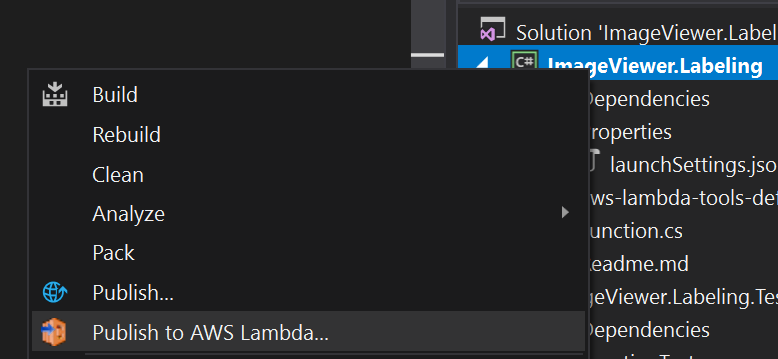 Build
Rebuild
Clean
Analyze
Pack
Publish...
Publish to AWS Lambda...
Solution 'ImageViewer.Label
C#
ImageViewer.Labeling
Dependencies
roperties
launchSettings.jso
ws-lambda-tools-def
unction.cs
eadme.md
geViewer.Labeling.Tes
Dependencies